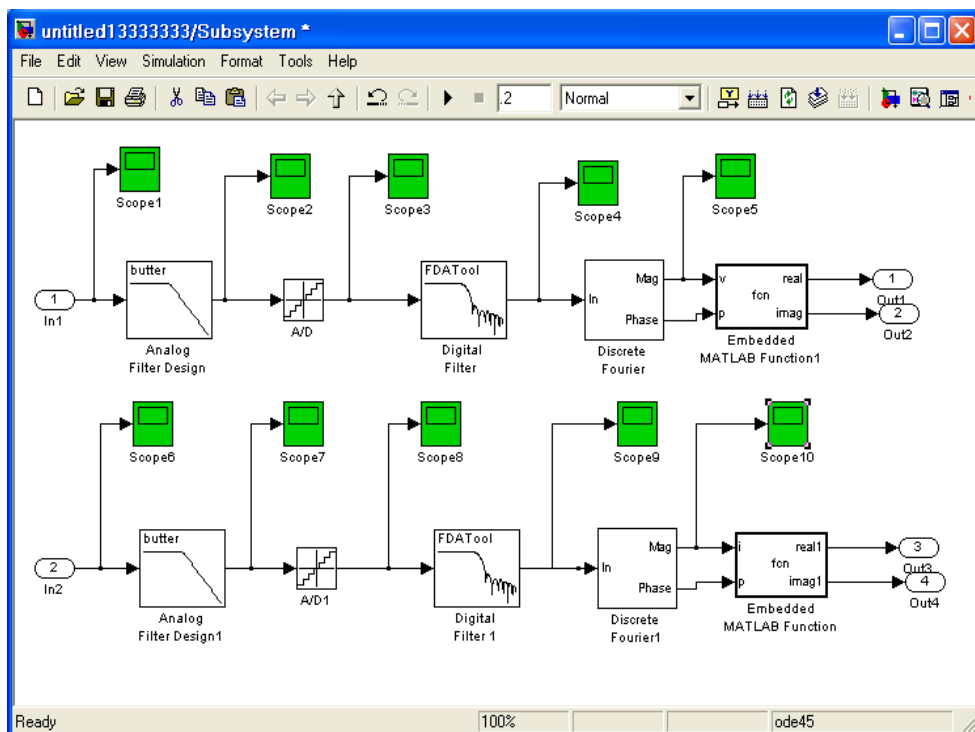 untitled13333333/Subsystem *
File Edit View Simulation Format Tools Help
.2 Normal
Scope1
Scope2
Scope3
Scope4
Scope5
butter
FDATool
Mag
v
real
1
1
In
fcn
Out1
Phase
p
imag
2
In1
A/D
Out2
Analog
Filter Design
Digital
Filter
Discrete
Fourier
Embedded
MATLAB Function1
Scope6
Scope7
Scope8
Scope9
Scope10
butter
FDATool
Mag
i
real1
3
2
In
fcn
Out3
Phase
p
imag1
4
In2
A/D1
Out4
Analog
Filter Design1
Digital
Filter 1
Discrete
Fourier1
Embedded
MATLAB Function
Ready 100% ode45